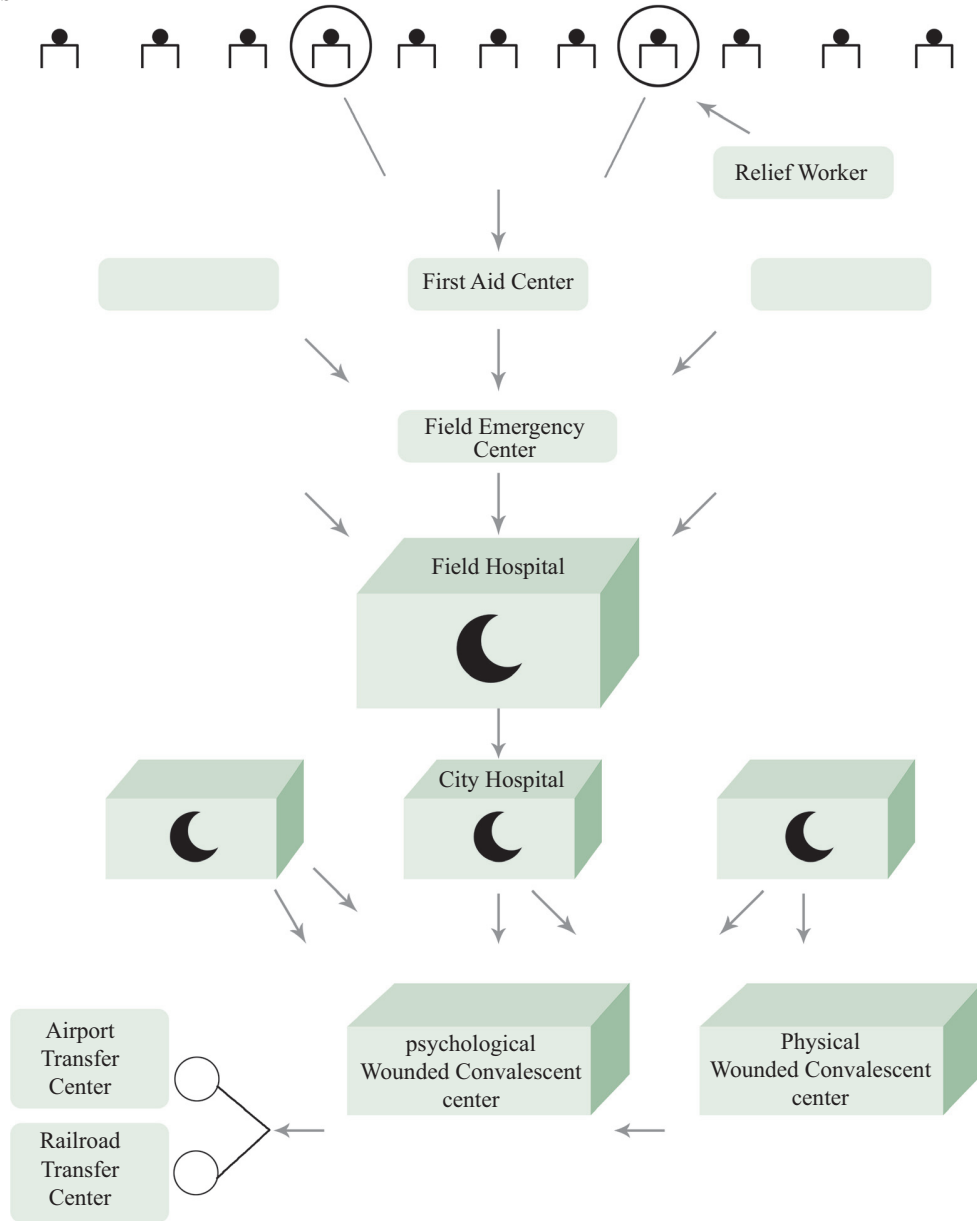 Relief Worker
First Aid Center
Field Emergency
Center
Field Hospital
City Hospital
psychological
Wounded Convalescent
center
Physical
Wounded Convalescent
center
Airport
Transfer
Center
Railroad
Transfer
Center